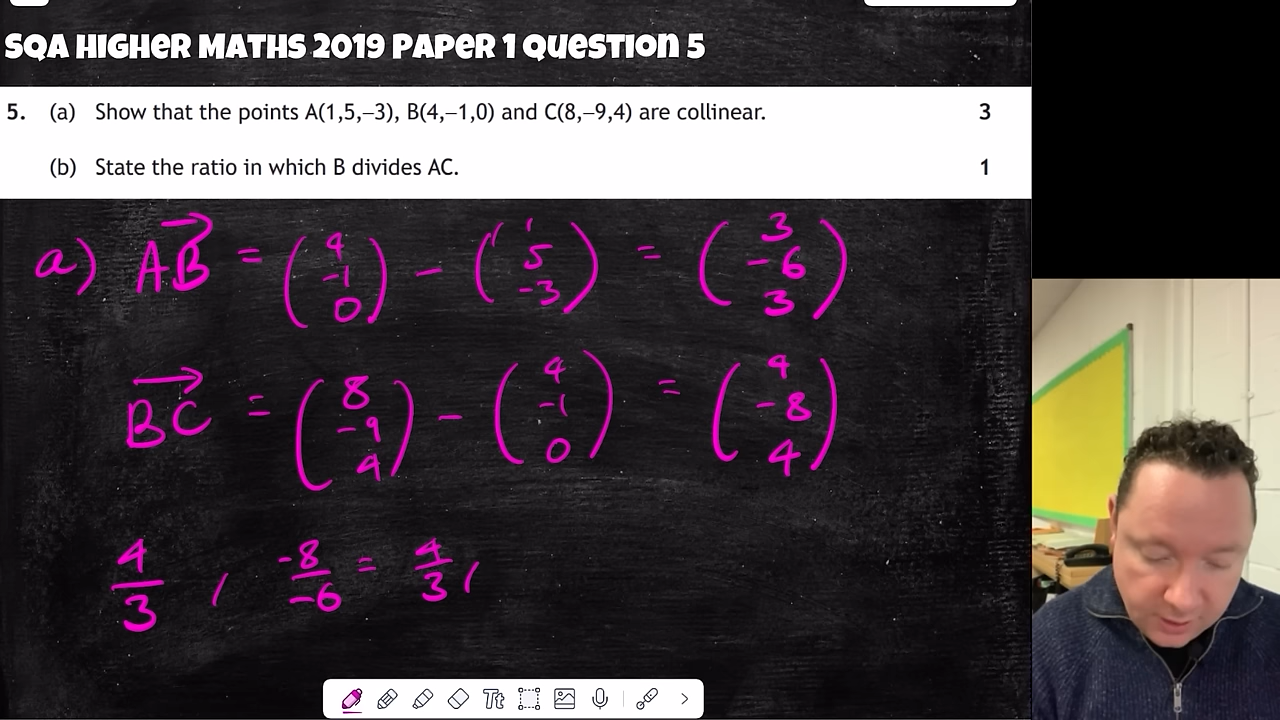 SQA HIGHER MATHS 2019 PAPER 1 QUESTION 5
5. (a) Show that the points A(1,5,−3), B(4,−1,0) and C(8,−9,4) are collinear. 3
(b) State the ratio in which B divides AC. 1
a) AB = (4 -1 0) - (1 5 -3) = (3 -6 3)
BC = (8 -9 4) - (4 -1 0) = (4 -8 4)
4/3 , -8/-6 = 4/3 ,
Tt